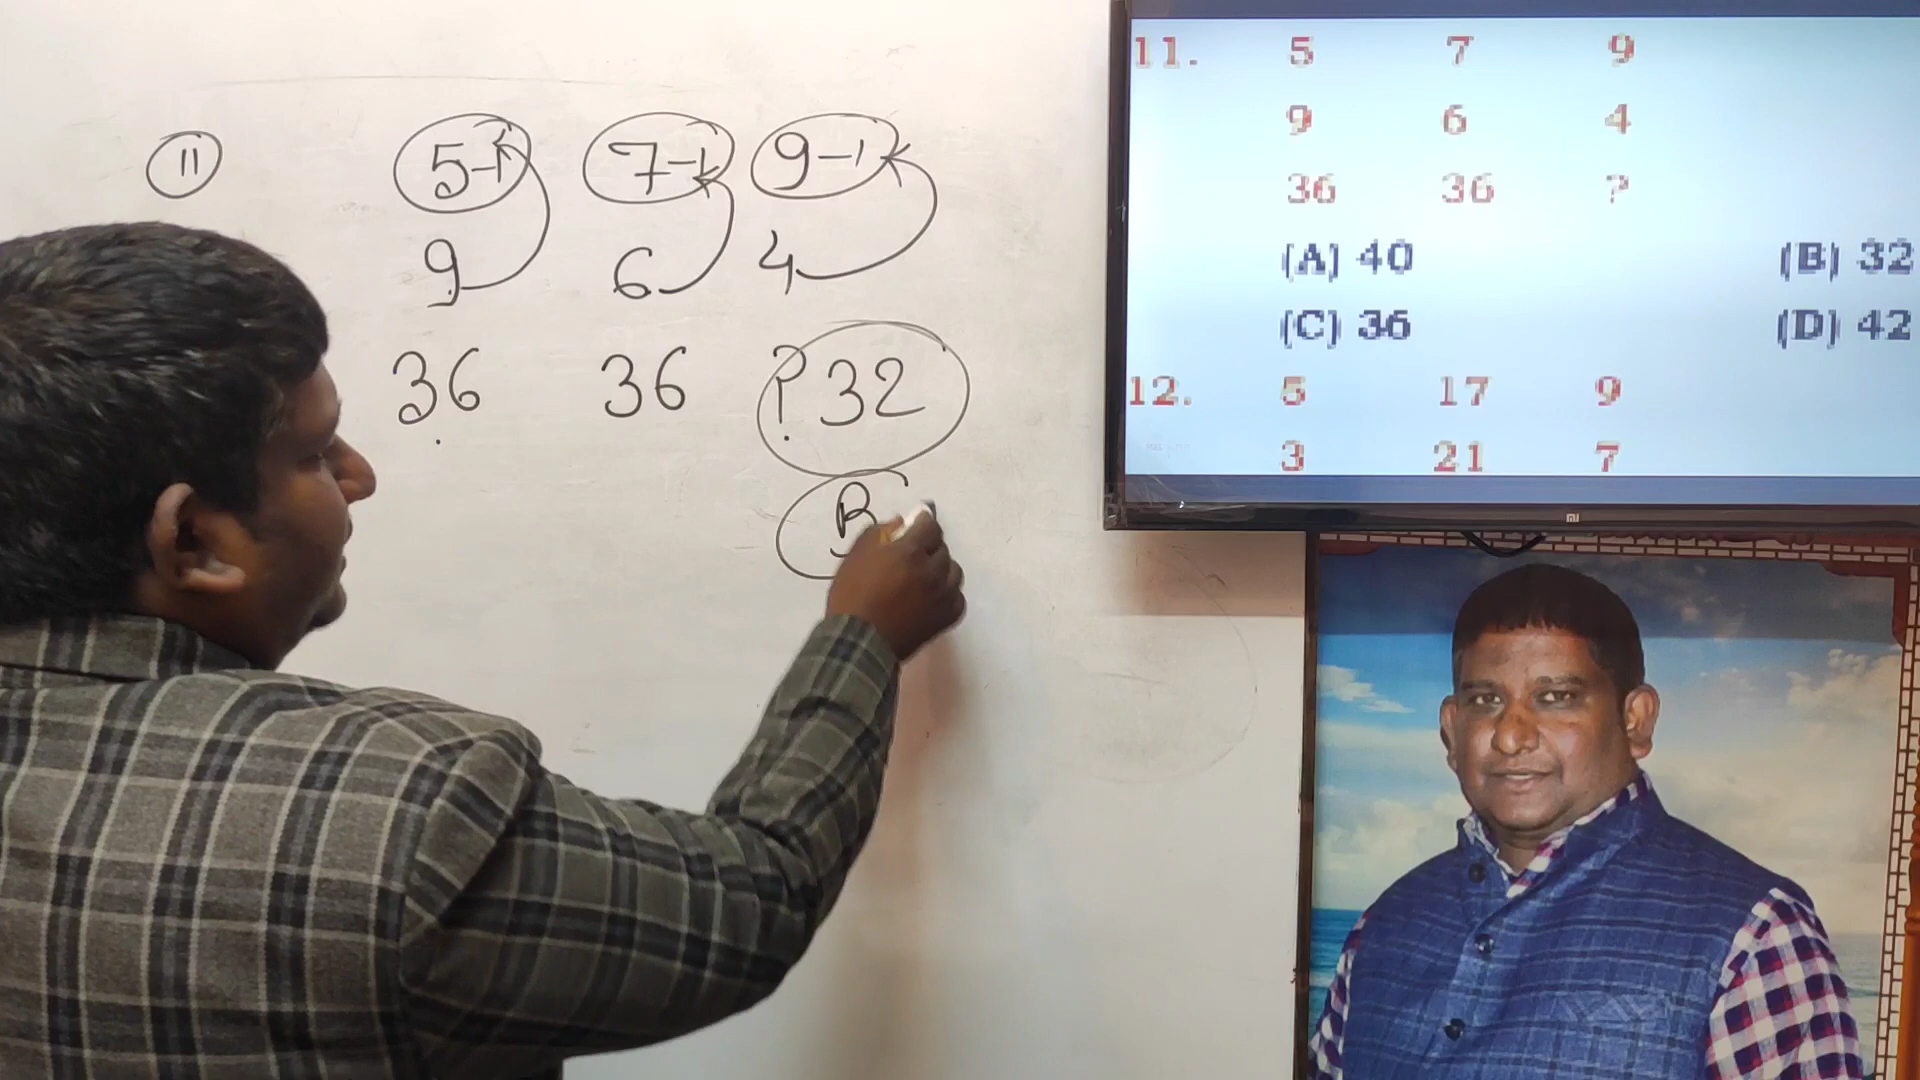 11
5-1 7-1 9-1
9 6 4
36 36 ? 32
B
11. 5 7 9
9 6 4
36 36 ?
(A) 40 (B) 32
(C) 36 (D) 42
12. 5 17 9
3 21 7
mi